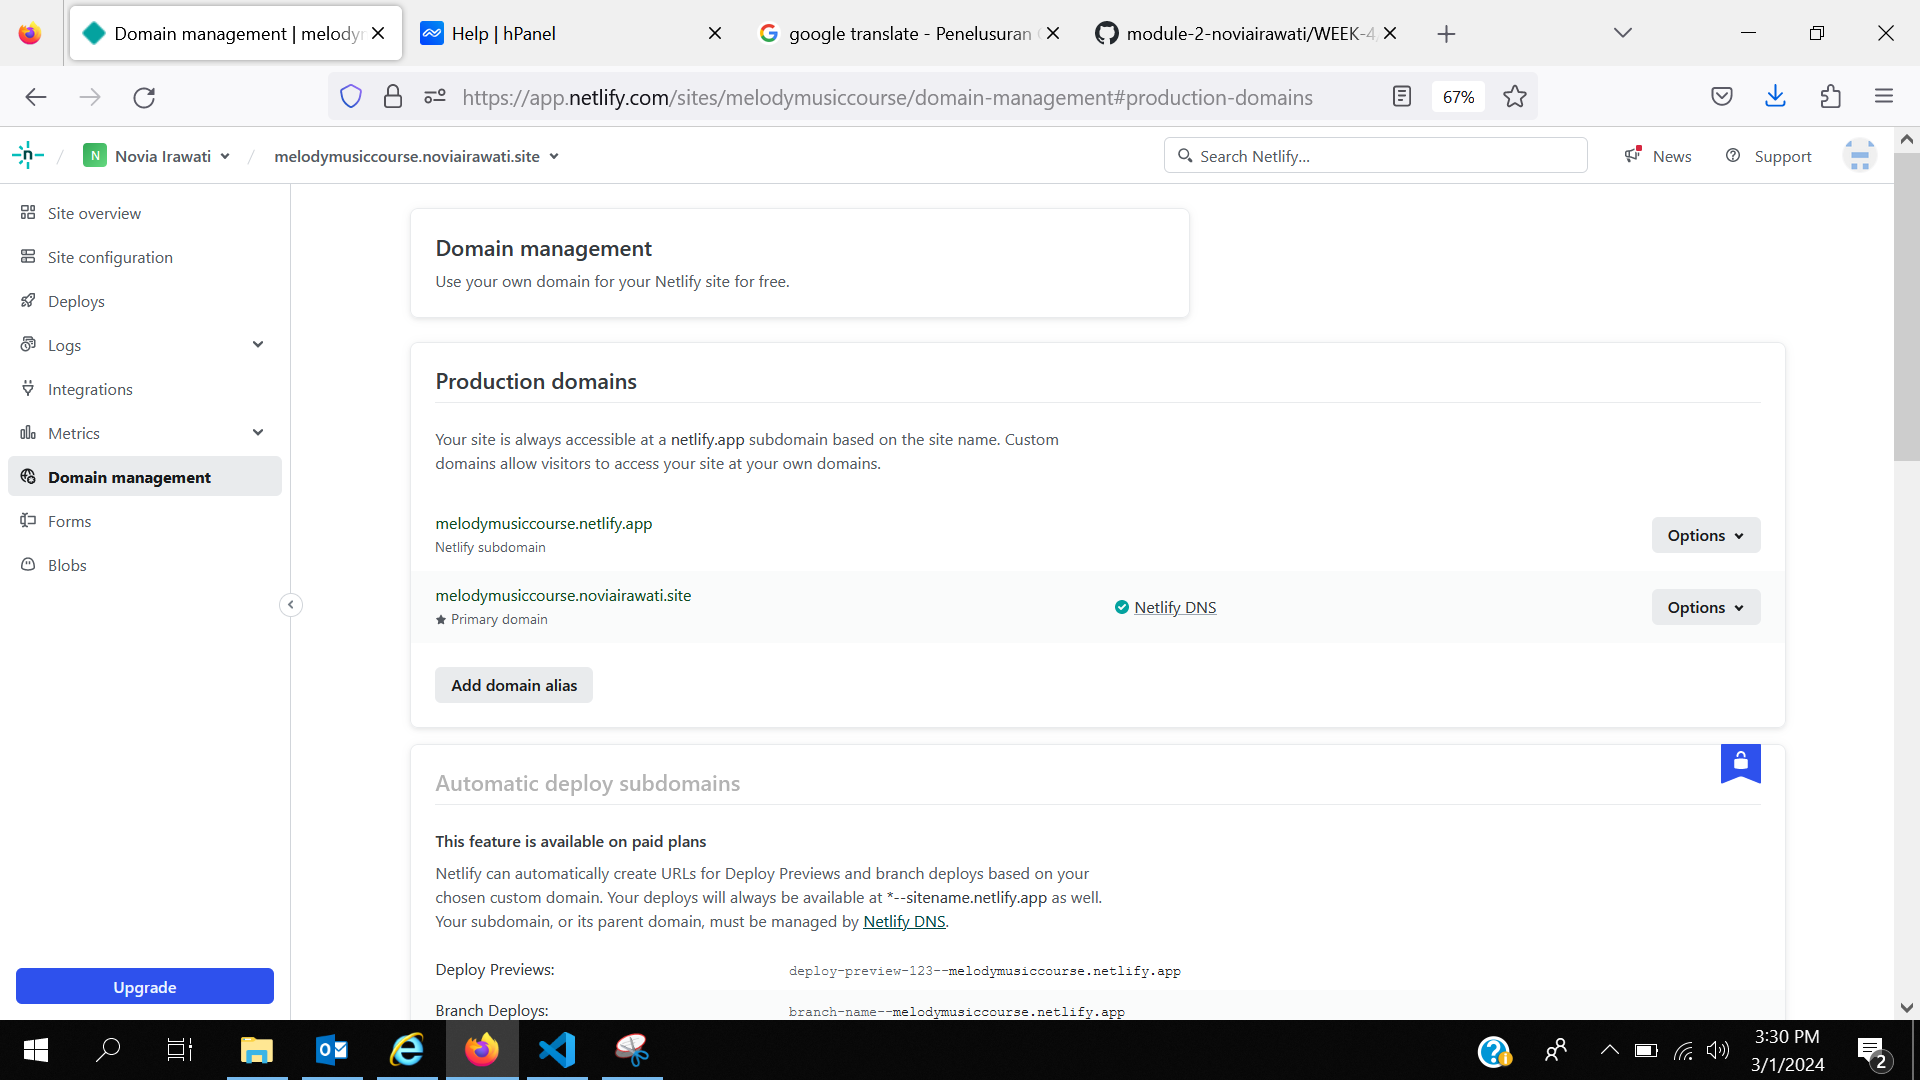 Domain management | melody
Help | hPanel
google translate - Penelusuran
module-2-noviairawati/WEEK-4
https://app.netlify.com/sites/melodymusiccourse/domain-management#production-domains
67%
N Novia Irawati
melodymusiccourse.noviairawati.site
Search Netlify...
News
Support
Site overview
Site configuration
Deploys
Logs
Integrations
Metrics
Domain management
Forms
Blobs
Upgrade
Domain management
Use your own domain for your Netlify site for free.
Production domains
Your site is always accessible at a netlify.app subdomain based on the site name. Custom
domains allow visitors to access your site at your own domains.
melodymusiccourse.netlify.app
Netlify subdomain
Options
melodymusiccourse.noviairawati.site
Primary domain
Netlify DNS
Options
Add domain alias
Automatic deploy subdomains
This feature is available on paid plans
Netlify can automatically create URLs for Deploy Previews and branch deploys based on your
chosen custom domain. Your deploys will always be available at *--sitename.netlify.app as well.
Your subdomain, or its parent domain, must be managed by Netlify DNS.
Deploy Previews: deploy-preview-123--melodymusiccourse.netlify.app
Branch Deploys: branch-name--melodymusiccourse.netlify.app
3:30 PM
3/1/2024
2